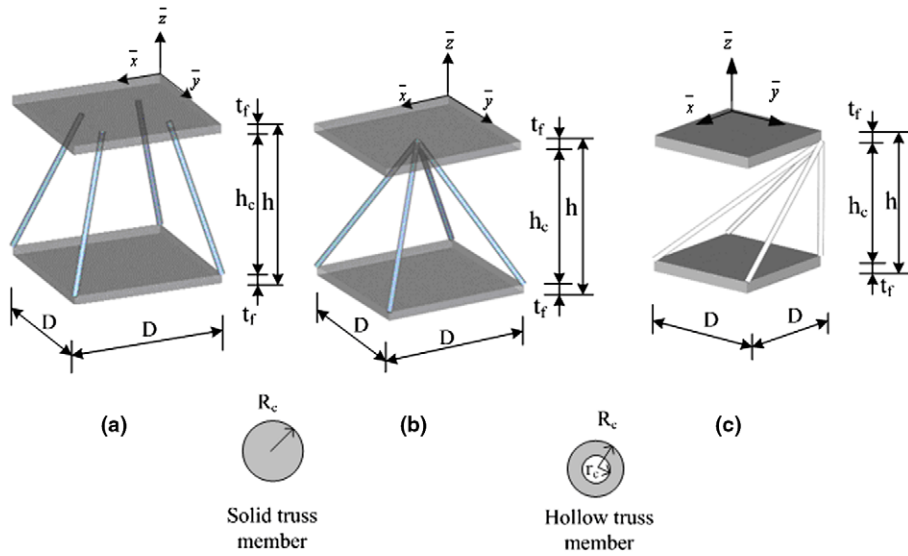 z̄
x̄
ȳ
t_f
h_c
h
t_f
D
D
(a)
z̄
x̄
ȳ
t_f
h_c
h
t_f
D
D
(b)
z̄
x̄
ȳ
t_f
h_c
h
t_f
D
D
(c)
R_c
Solid truss
member
R_c
r_c
Hollow truss
member